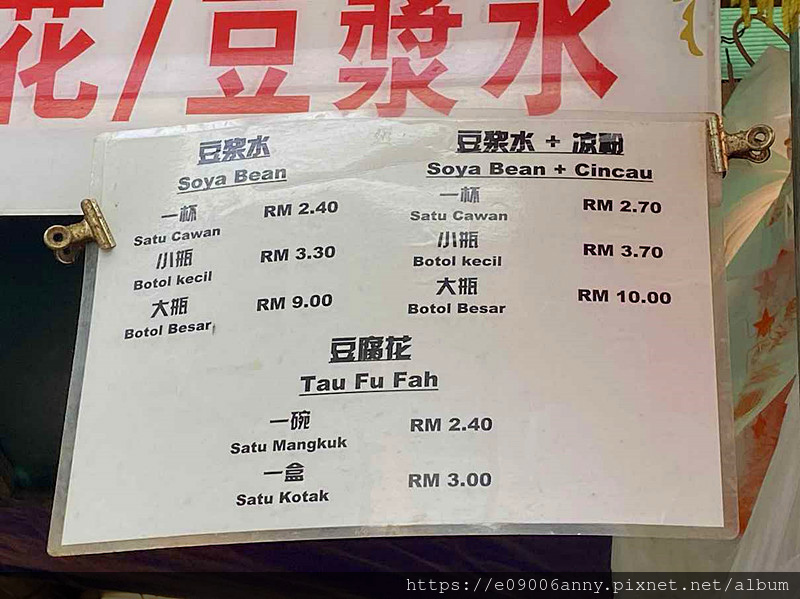 花/豆漿水
豆漿水
Soya Bean
一杯 RM 2.40
Satu Cawan
小瓶 RM 3.30
Botol kecil
大瓶 RM 9.00
Botol Besar
豆漿水 + 凉粉
Soya Bean + Cincau
一杯 RM 2.70
Satu Cawan
小瓶 RM 3.70
Botol kecil
大瓶 RM 10.00
Botol Besar
豆腐花
Tau Fu Fah
一碗 RM 2.40
Satu Mangkuk
一盒 RM 3.00
Satu Kotak
https://e09006anny.pixnet.net/album